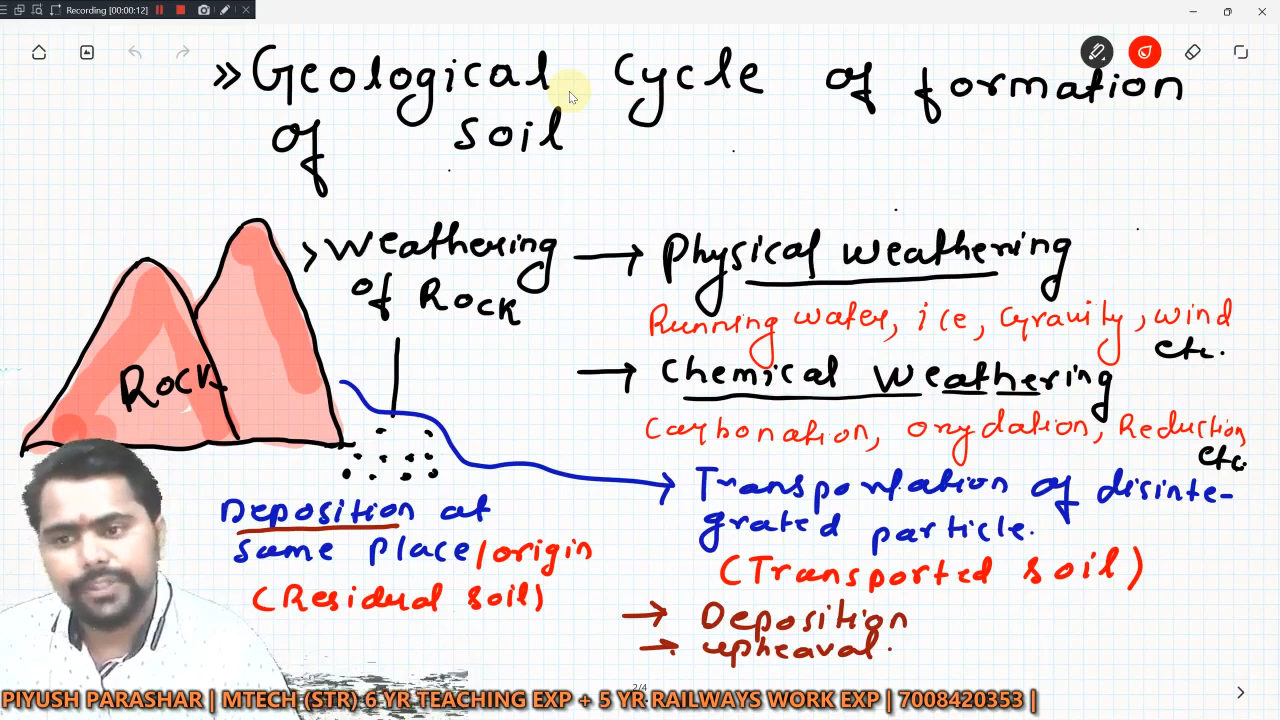 Recording [00:00:12]
» Geological cycle of formation
of soil
> Weathering
of Rock
→ Physical weathering
Running water, ice, Gravity, wind
etc.
→ Chemical weathering
Carbonation, oxydation, Reduction,
etc.
Rock
Transportation of disinte-
grated particle.
(Transported soil)
Deposition at
same place/origin
(Residual soil)
→ Deposition
→ upheaval.
2/4
PIYUSH PARASHAR | MTECH (STR) 6 YR TEACHING EXP + 5 YR RAILWAYS WORK EXP | 7008420353 |